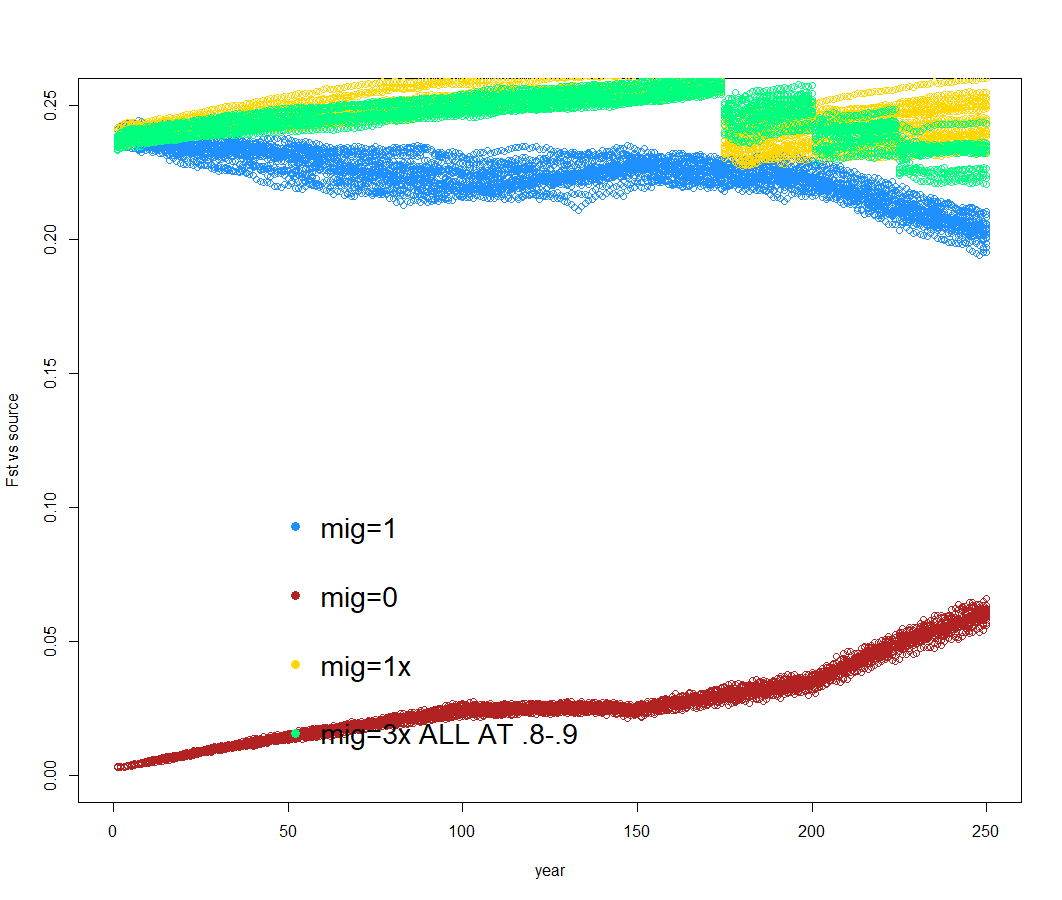 0.25
0.20
0.15
0.10
0.05
0.00
Fst vs source
mig=1
mig=0
mig=1x
mig=3x ALL AT .8-.9
0 50 100 150 200 250
year